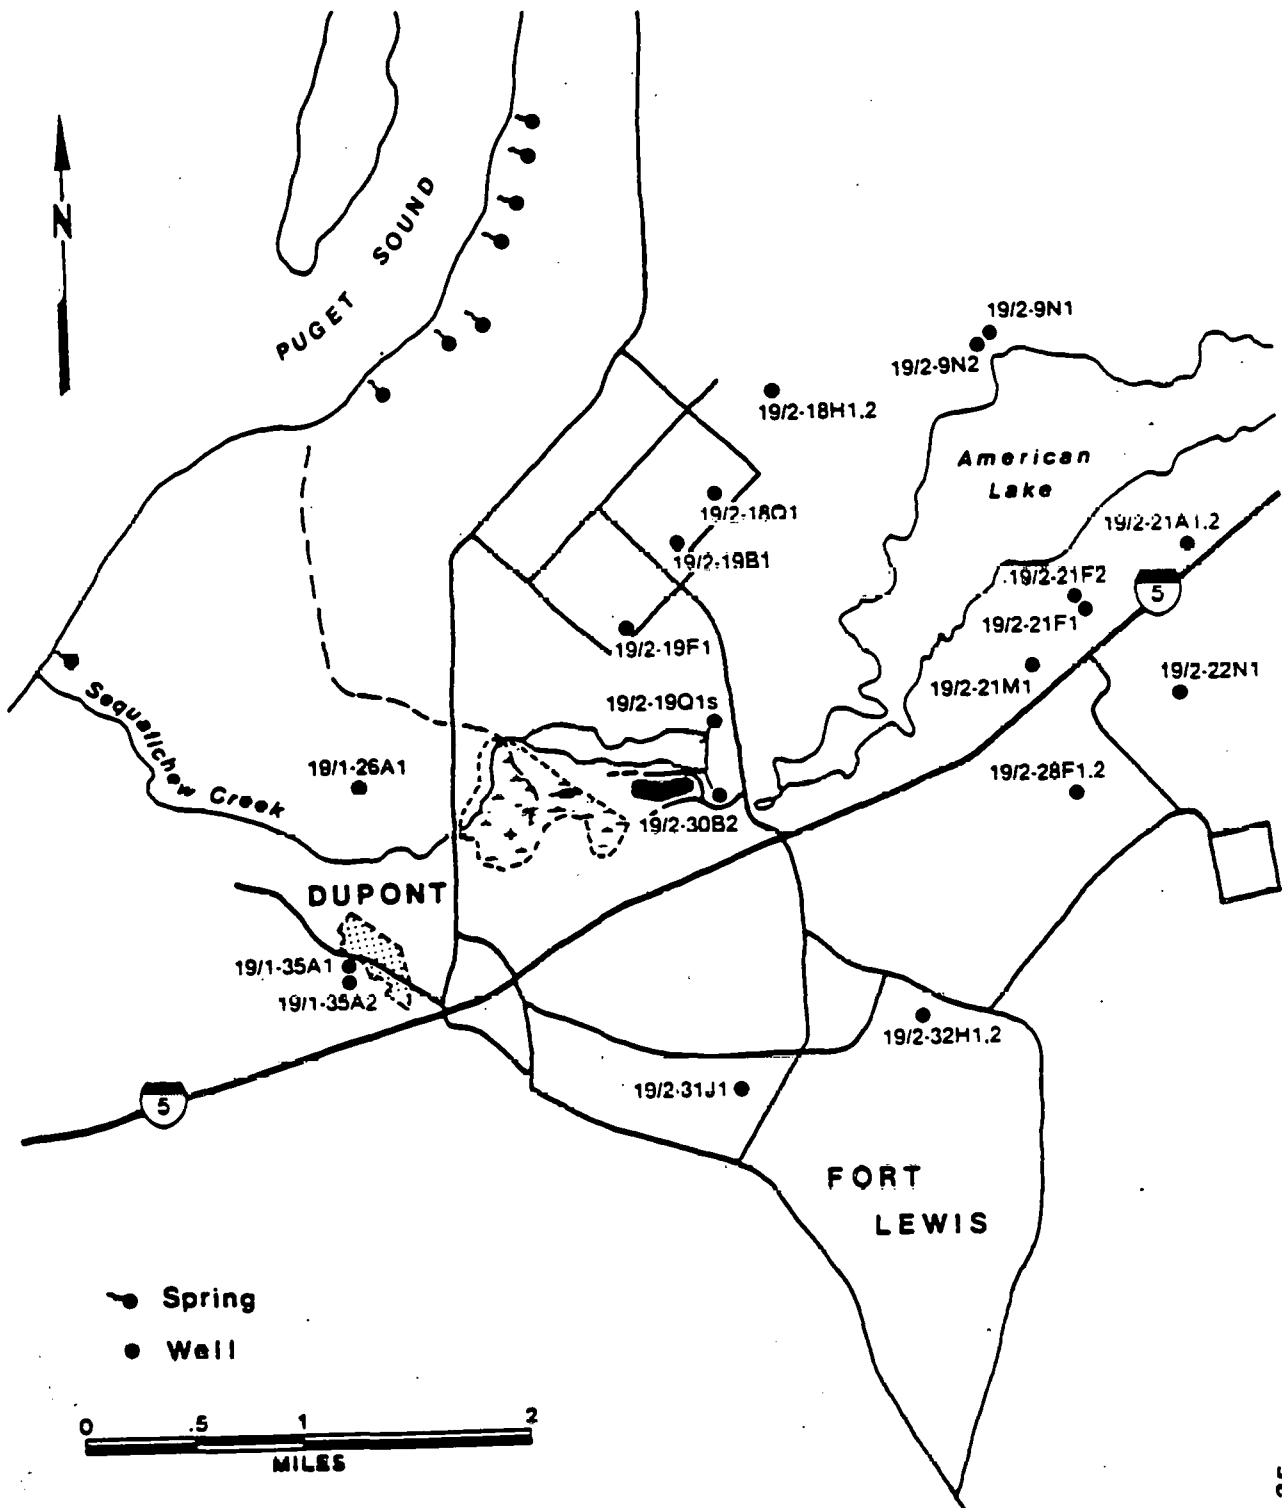 N
PUGET SOUND
19/2-9N1
19/2-9N2
19/2-18H1.2
American
Lake
19/2-18Q1
19/2-21A1.2
19/2-19B1
19/2-21F2
5
19/2-21F1
19/2-19F1
19/2-21M1
19/2-22N1
19/2-19Q1s
Sequalichew Creek
19/1-26A1
19/2-28F1.2
19/2-30B2
DUPONT
19/1-35A1
19/1-35A2
19/2-32H1.2
19/2-31J1
5
FORT
LEWIS
Spring
Well
0 .5 1 2
MILES